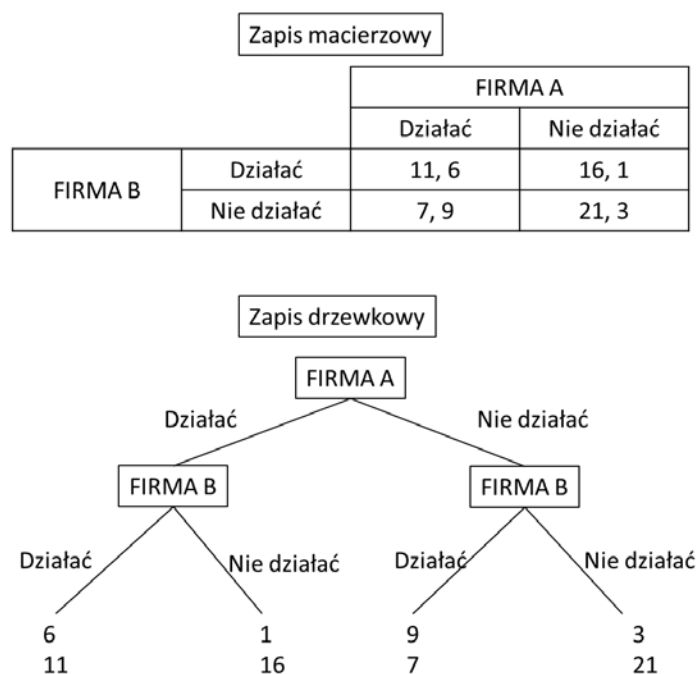 Zapis macierzowy
FIRMA A
Działać Nie działać
FIRMA B Działać 11, 6 16, 1
Nie działać 7, 9 21, 3
Zapis drzewkowy
FIRMA A
Działać Nie działać
FIRMA B FIRMA B
Działać Nie działać Działać Nie działać
6 1 9 3
11 16 7 21